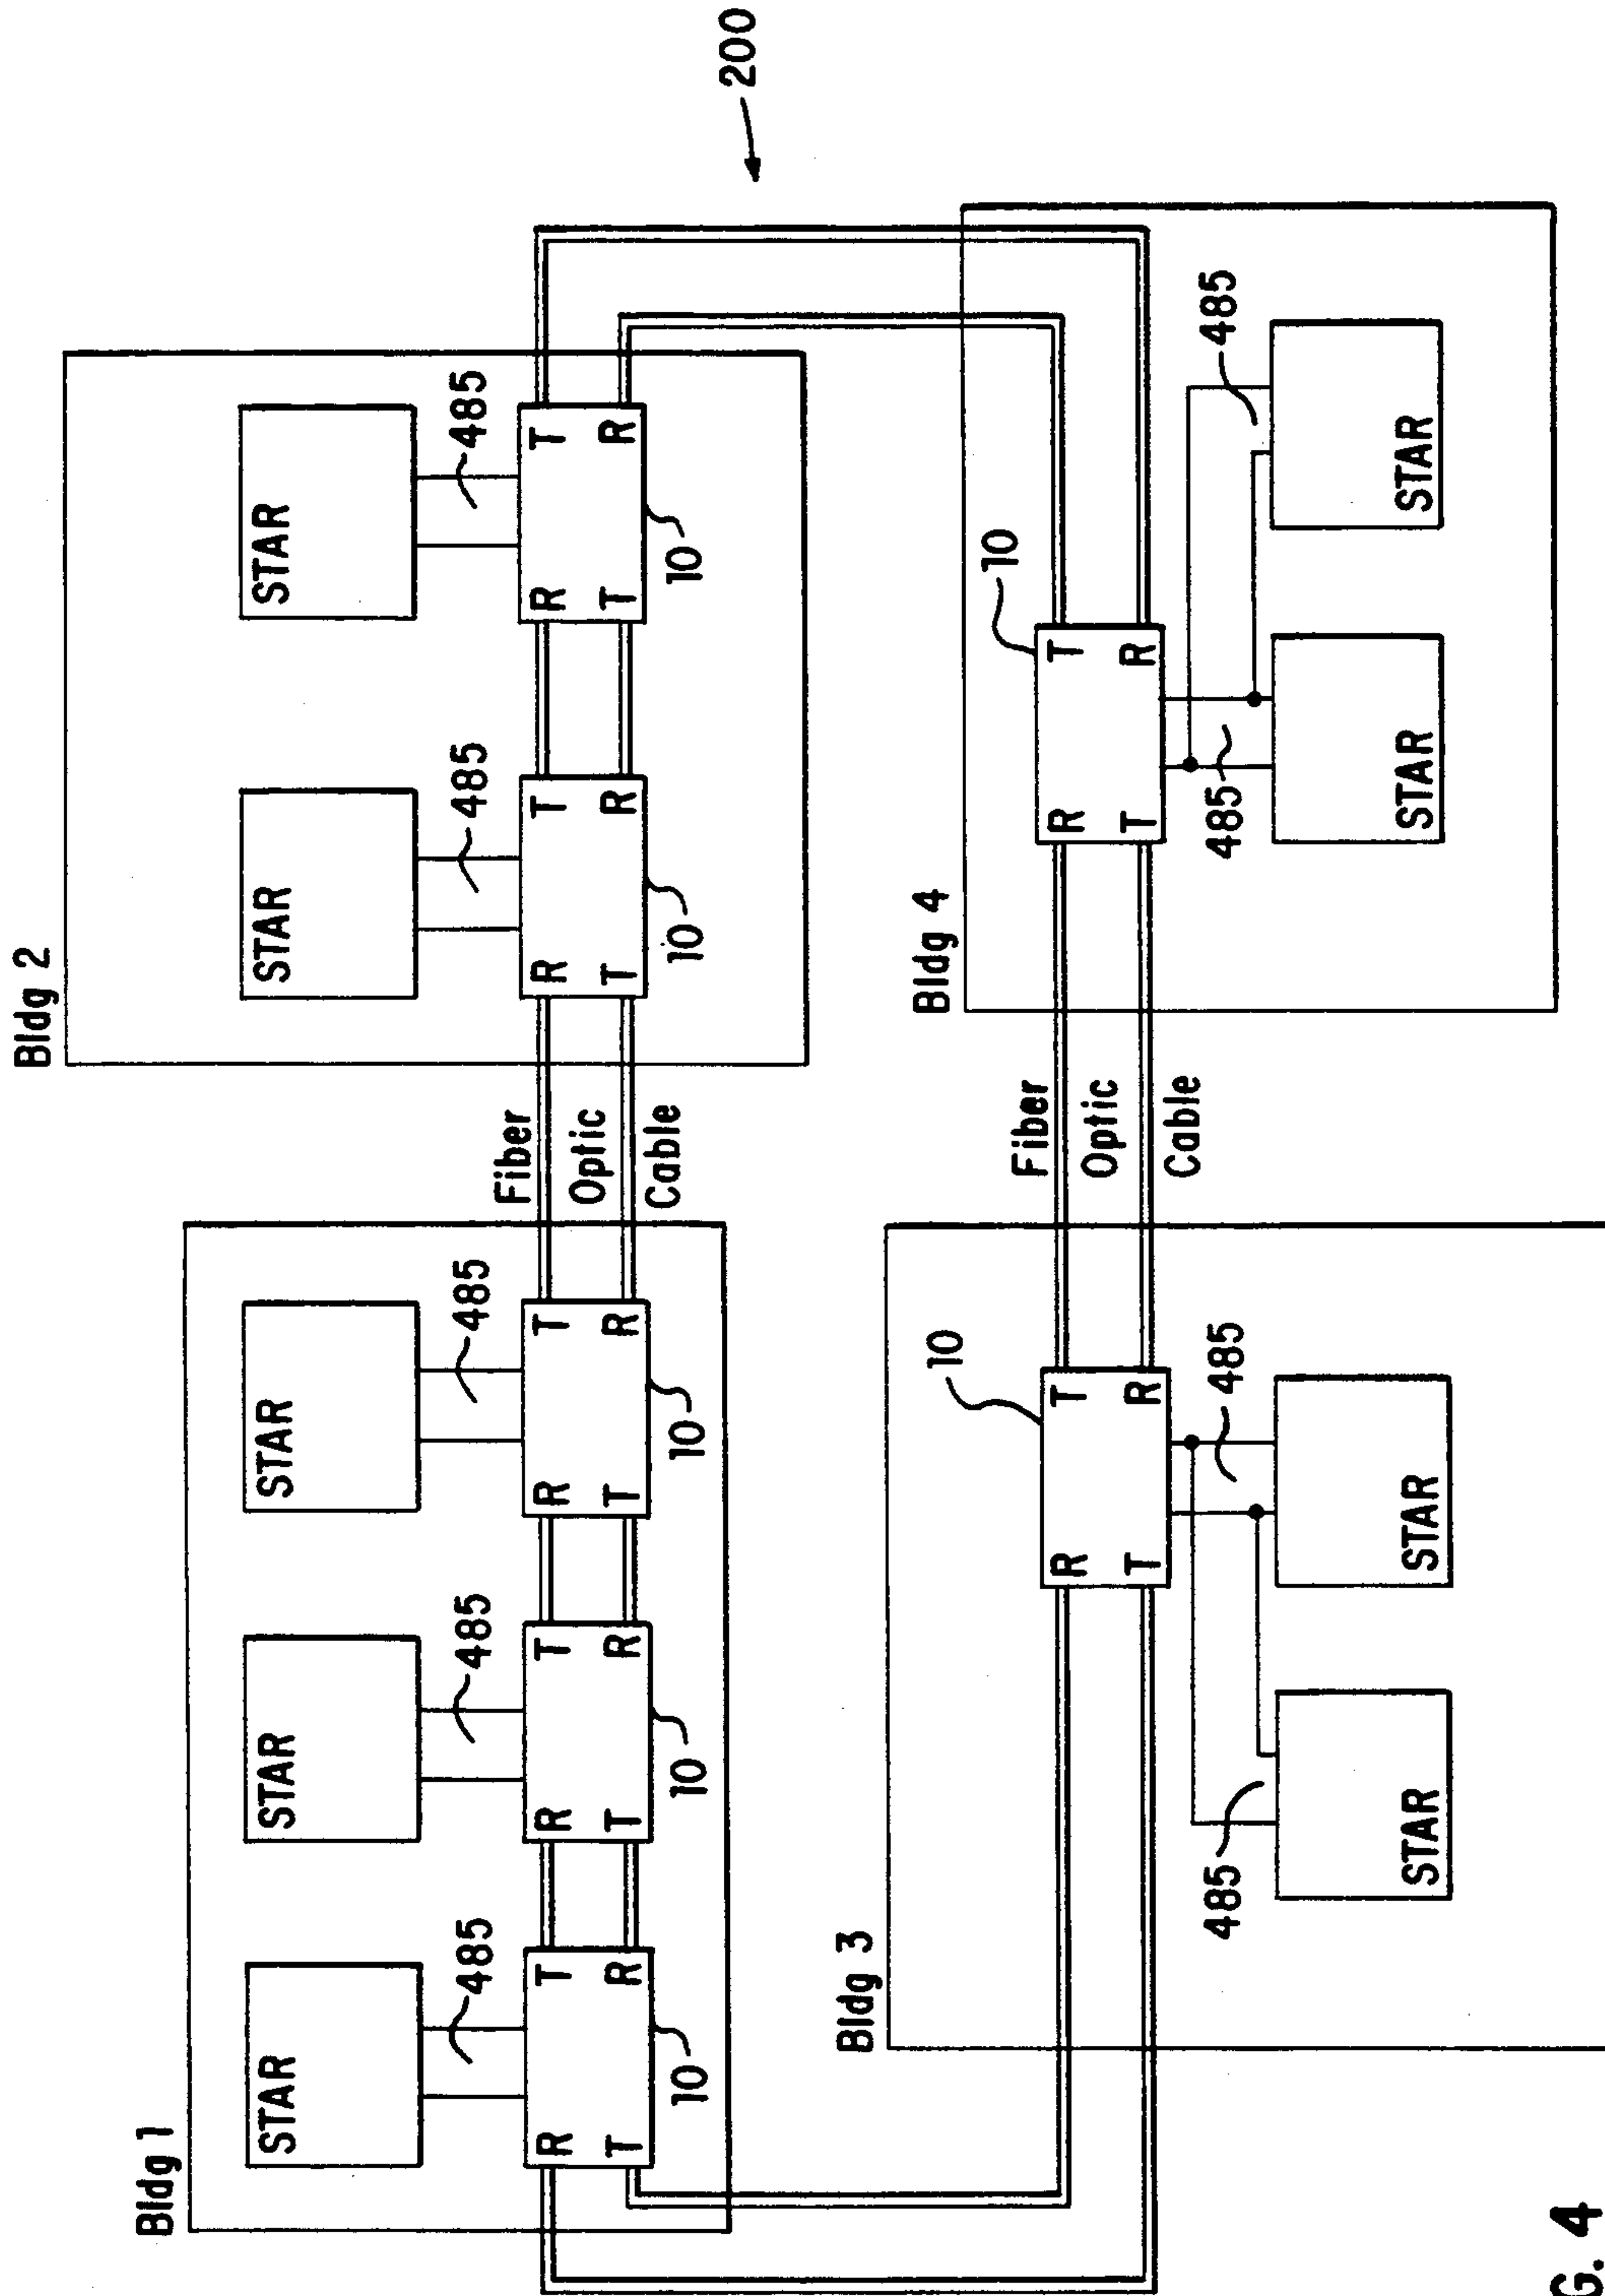 Bldg 2
Bldg 1
STAR STAR STAR STAR STAR
485 485 485 485 485
Fiber
R T R T R T R T R T
Optic
T R T R T R T R T R
Cable
10 10 10 10 10
200
Bldg 3
Bldg 4
10 10
Fiber
R T R T
Optic
T R T R
Cable
485 485 485 485
STAR STAR STAR STAR
G. 4